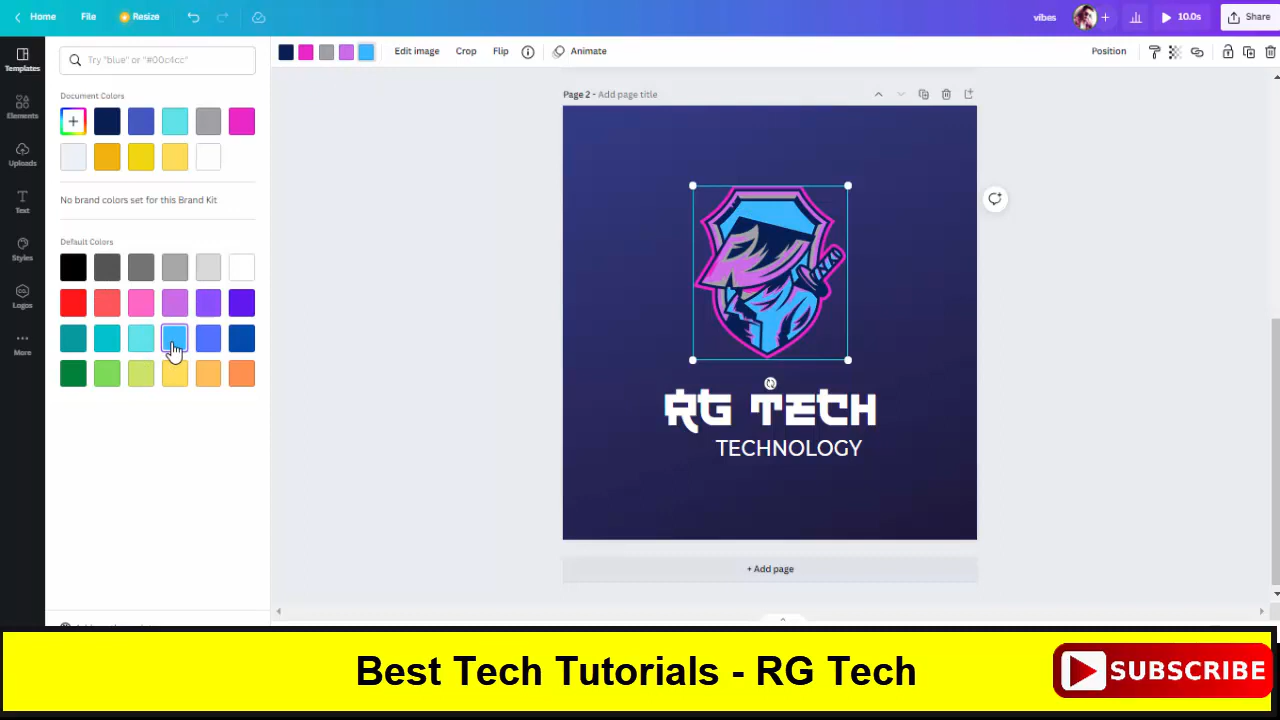 Home File Resize vibes + 10.0s Share
Templates
Elements
Uploads
Text
Styles
CO.
Logos
More
Try "blue" or "#00c4cc"
Document Colors
No brand colors set for this Brand Kit
Default Colors
Edit image Crop Flip Animate Position
Page 2 - Add page title
RG TECH
TECHNOLOGY
+ Add page
Best Tech Tutorials - RG Tech
SUBSCRIBE